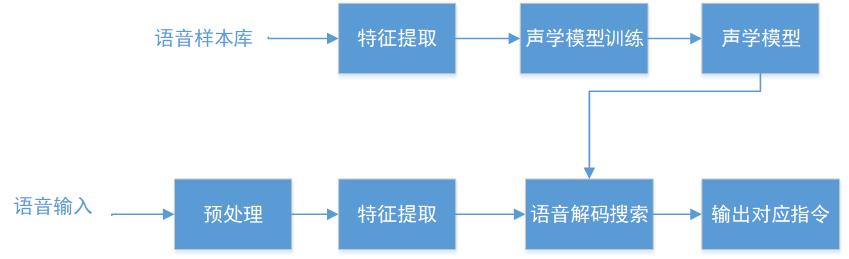 语音样本库
特征提取
声学模型训练
声学模型
语音输入
预处理
特征提取
语音解码搜索
输出对应指令